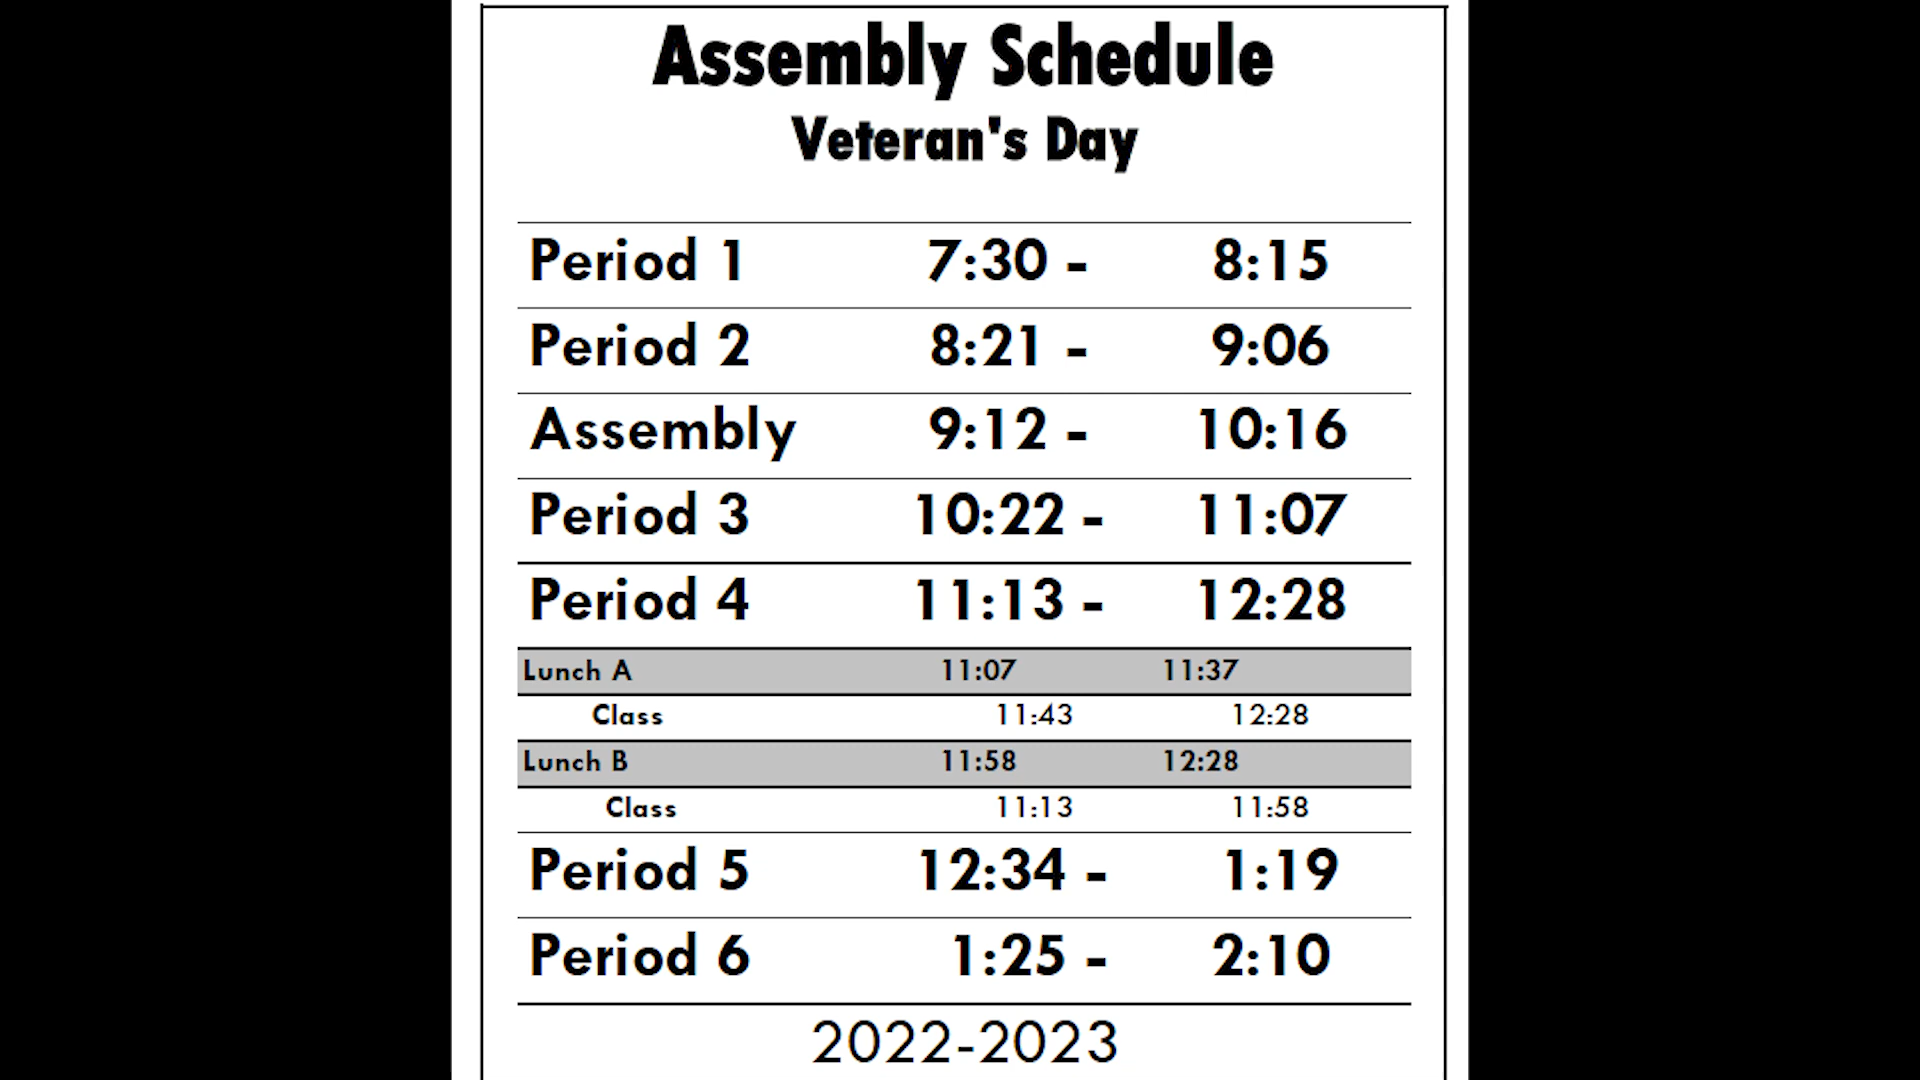 Assembly Schedule
Veteran's Day
Period 1 7:30 - 8:15
Period 2 8:21 - 9:06
Assembly 9:12 - 10:16
Period 3 10:22 - 11:07
Period 4 11:13 - 12:28
Lunch A 11:07 11:37
Class 11:43 12:28
Lunch B 11:58 12:28
Class 11:13 11:58
Period 5 12:34 - 1:19
Period 6 1:25 - 2:10
2022-2023